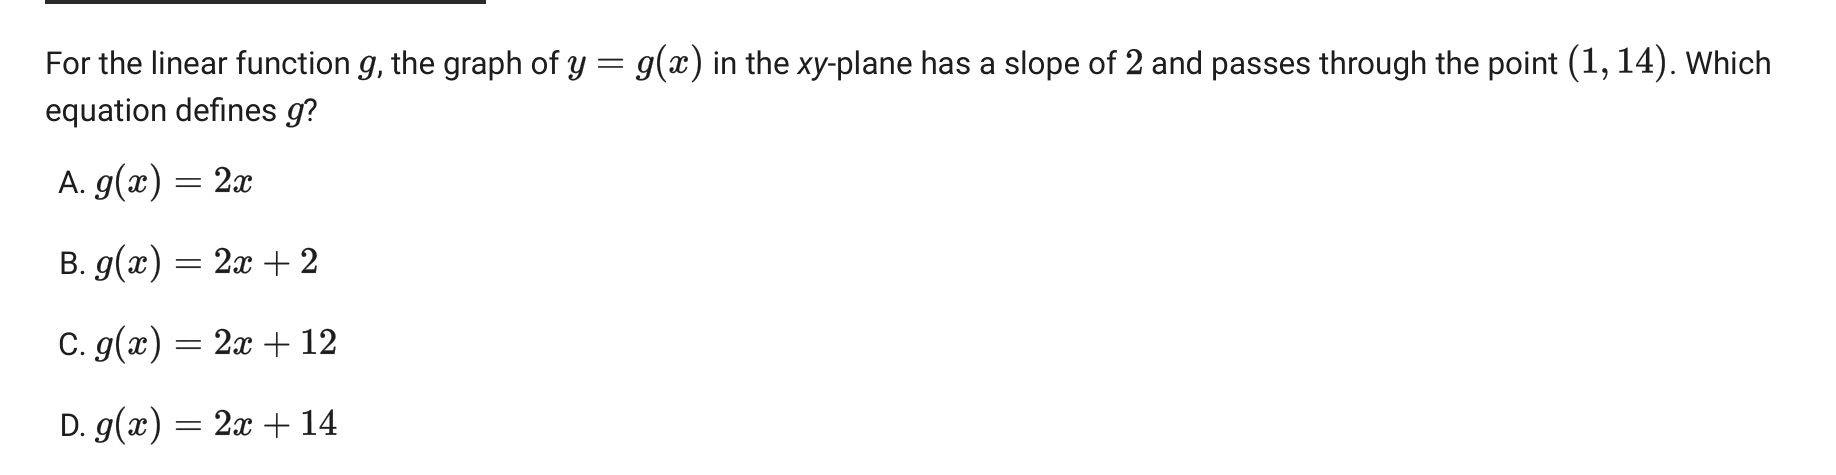 For the linear function g, the graph of y = g(x) in the xy-plane has a slope of 2 and passes through the point (1, 14). Which
equation defines g?
A. g(x) = 2x
B. g(x) = 2x + 2
C. g(x) = 2x + 12
D. g(x) = 2x + 14